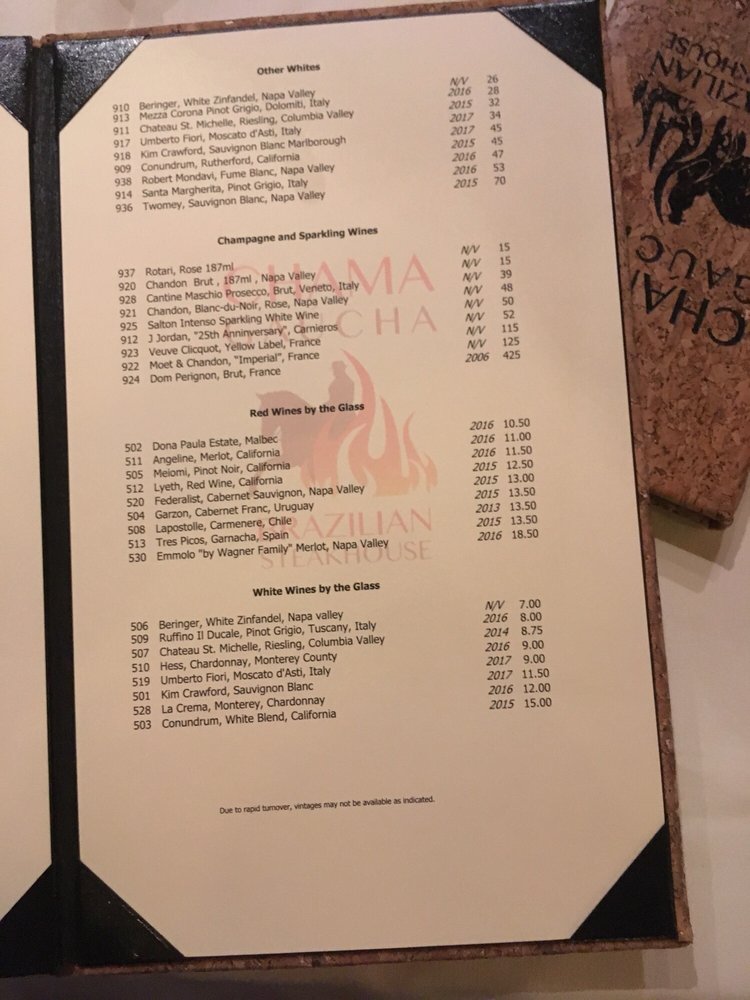 Other Whites
910 Beringer, White Zinfandel, Napa Valley N/V 26
913 Mezza Corona Pinot Grigio, Dolomiti, Italy 2016 28
911 Chateau St. Michelle, Riesling, Columbia Valley 2015 32
917 Umberto Fiori, Moscato d'Asti, Italy 2017 34
918 Kim Crawford, Sauvignon Blanc Marlborough 2017 45
909 Conundrum, Rutherford, California 2015 45
938 Robert Mondavi, Fume Blanc, Napa Valley 2016 47
914 Santa Margherita, Pinot Grigio, Italy 2016 53
936 Twomey, Sauvignon Blanc, Napa Valley 2015 70
Champagne and Sparkling Wines
937 Rotari, Rose 187ml N/V 15
920 Chandon Brut , 187ml , Napa Valley N/V 15
928 Cantine Maschio Prosecco, Brut, Veneto, Italy N/V 39
921 Chandon, Blanc-du-Noir, Rose, Napa Valley N/V 48
925 Salton Intenso Sparkling White Wine N/V 50
912 J Jordan, "25th Anninversary", Carnieros N/V 52
923 Veuve Clicquot, Yellow Label, France N/V 115
922 Moet & Chandon, "Imperial", France N/V 125
924 Dom Perignon, Brut, France 2006 425
CHAMA
GAUCHA
Red Wines by the Glass
502 Dona Paula Estate, Malbec 2016 10.50
511 Angeline, Merlot, California 2016 11.00
505 Meiomi, Pinot Noir, California 2016 11.50
512 Lyeth, Red Wine, California 2015 12.50
520 Federalist, Cabernet Sauvignon, Napa Valley 2015 13.00
504 Garzon, Cabernet Franc, Uruguay 2015 13.50
508 Lapostolle, Carmenere, Chile 2013 13.50
513 Tres Picos, Garnacha, Spain 2015 13.50
530 Emmolo "by Wagner Family" Merlot, Napa Valley 2016 18.50
BRAZILIAN
STEAKHOUSE
White Wines by the Glass
506 Beringer, White Zinfandel, Napa valley N/V 7.00
509 Ruffino Il Ducale, Pinot Grigio, Tuscany, Italy 2016 8.00
507 Chateau St. Michelle, Riesling, Columbia Valley 2014 8.75
510 Hess, Chardonnay, Monterey County 2016 9.00
519 Umberto Fiori, Moscato d'Asti, Italy 2017 9.00
501 Kim Crawford, Sauvignon Blanc 2017 11.50
528 La Crema, Monterey, Chardonnay 2016 12.00
503 Conundrum, White Blend, California 2015 15.00
Due to rapid turnover, vintages may not be available as indicated.
CHA
GAUC